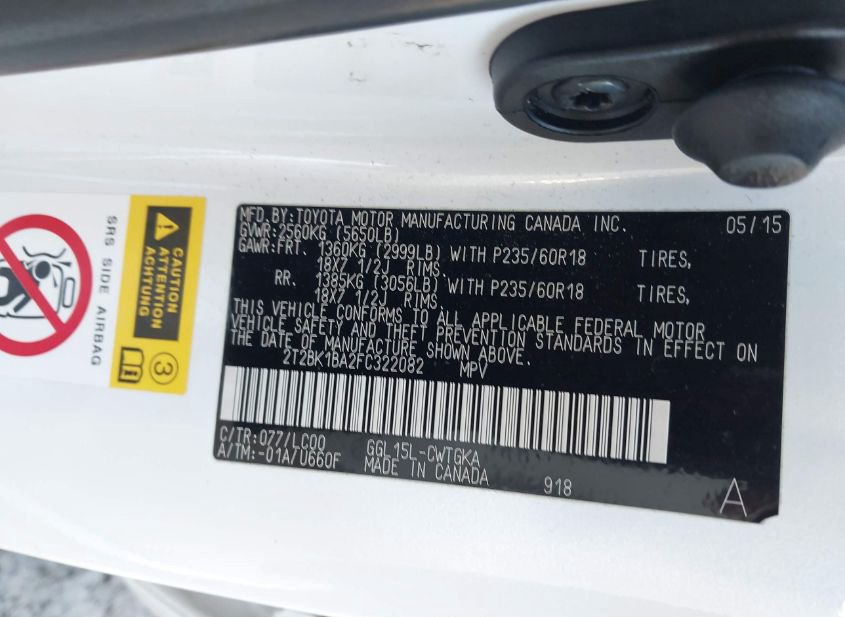 SRS SIDE AIRBAG
CAUTION
ATTENTION
ACHTUNG
3
MFD.BY:TOYOTA MOTOR MANUFACTURING CANADA INC. 05/15
GVWR:2560KG (5650LB)
GAWR:FRT. 1360KG (2999LB) WITH P235/60R18 TIRES,
18X7 1/2J RIMS.
RR. 1385KG (3056LB) WITH P235/60R18 TIRES,
18X7 1/2J RIMS.
THIS VEHICLE CONFORMS TO ALL APPLICABLE FEDERAL MOTOR
VEHICLE SAFETY AND THEFT PREVENTION STANDARDS IN EFFECT ON
THE DATE OF MANUFACTURE SHOWN ABOVE.
2T2BK1BA2FC322082 MPV
C/TR:077/LC00 GGL15L-CWTGKA
A/TM:-01A/U660F MADE IN CANADA 918 A